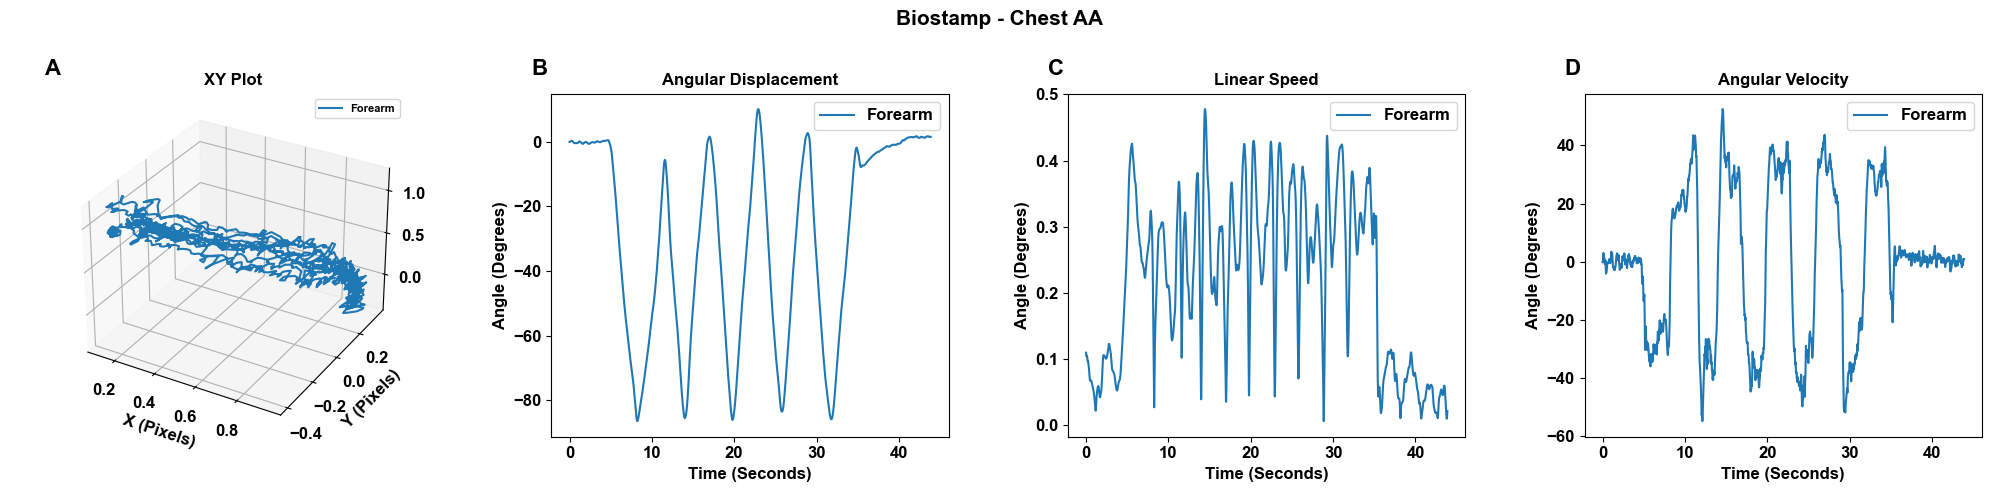 Biostamp - Chest AA
A
XY Plot
Forearm
1.0
0.5
0.0
0.2
0.4
0.6
0.8
X (Pixels)
−0.4
−0.2
0.0
0.2
Y (Pixels)
B
Angular Displacement
Forearm
0
−20
−40
−60
−80
Angle (Degrees)
0 10 20 30 40
Time (Seconds)
C
Linear Speed
Forearm
0.5
0.4
0.3
0.2
0.1
0.0
Angle (Degrees)
0 10 20 30 40
Time (Seconds)
D
Angular Velocity
Forearm
40
20
0
−20
−40
−60
Angle (Degrees)
0 10 20 30 40
Time (Seconds)